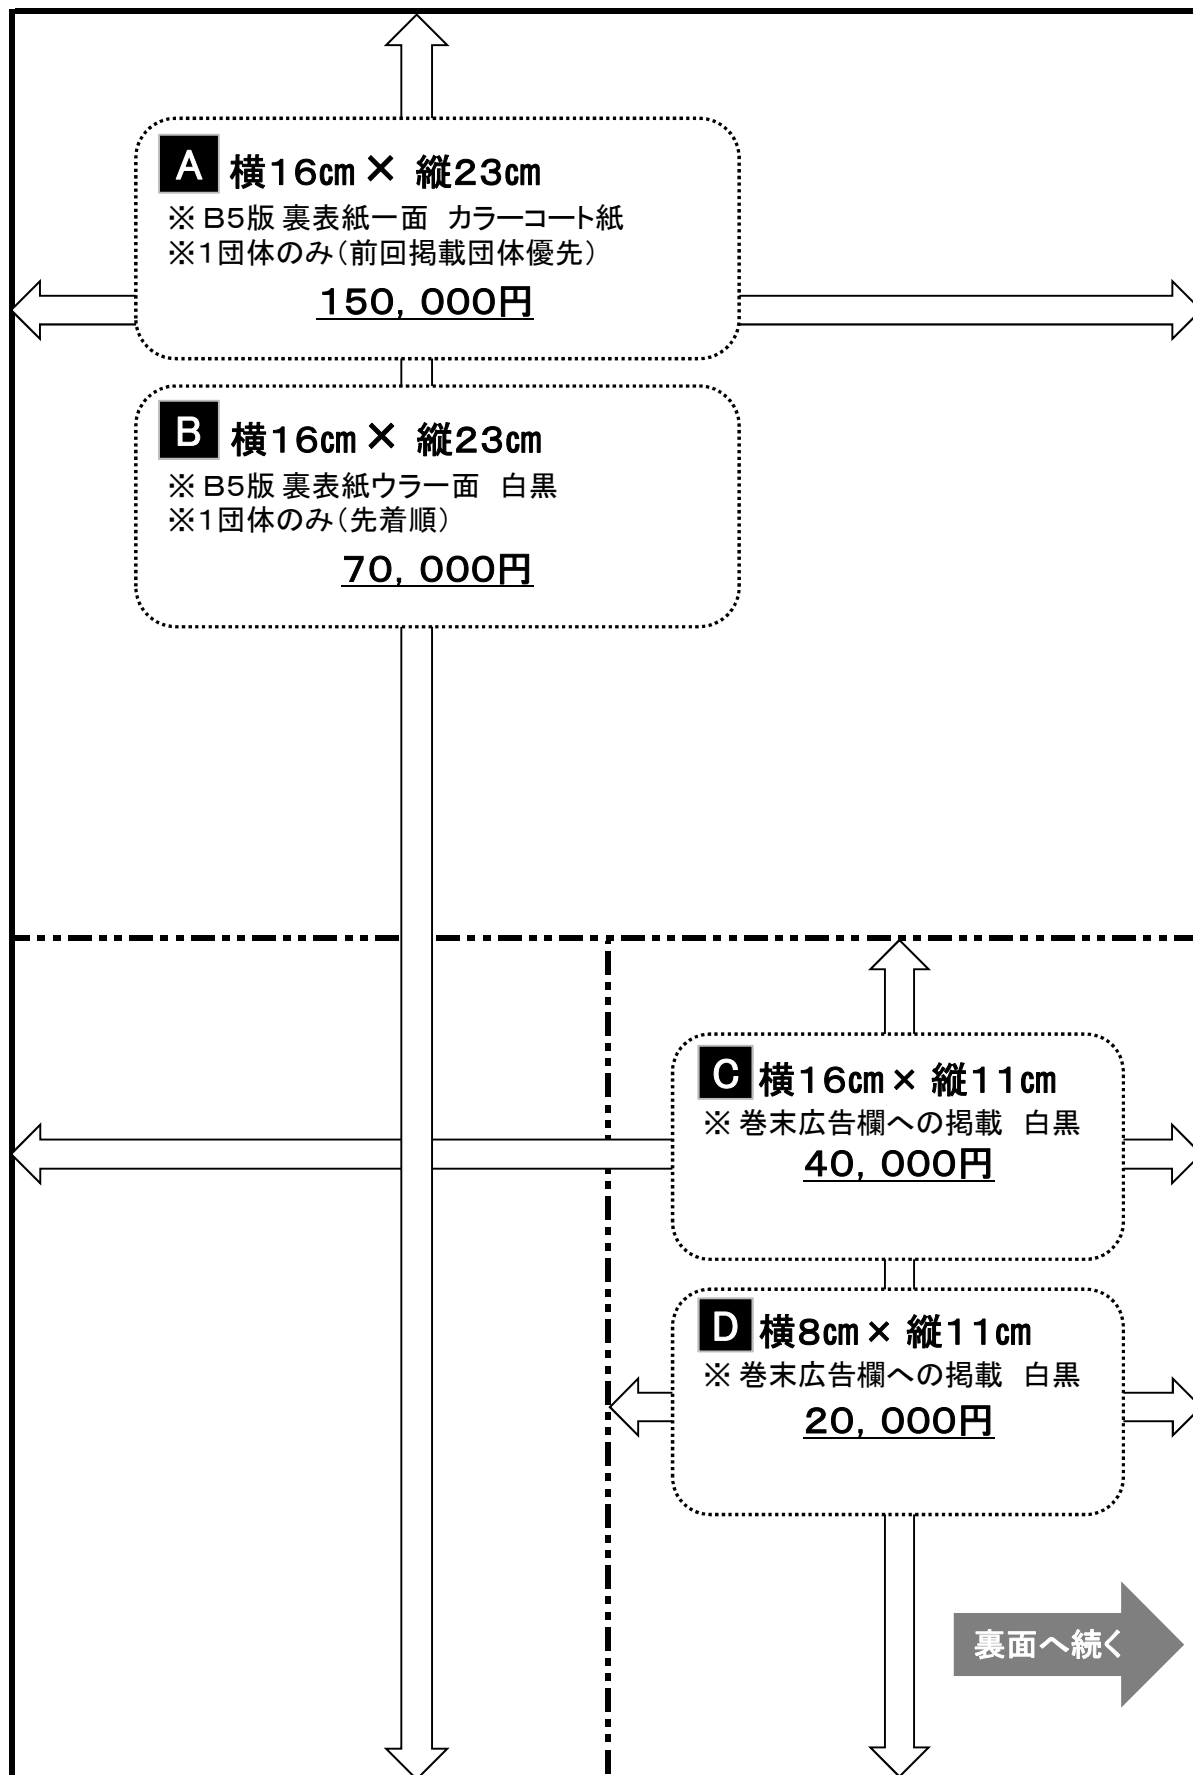 A 横16㎝× 縦23㎝
※ B5版 裏表紙一面　カラーコート紙
※1団体のみ（前回掲載団体優先）
150，000円
B 横16㎝× 縦23㎝
※ B5版 裏表紙ウラ一面　白黒
※1団体のみ（先着順）
70，000円
C 横16㎝× 縦11㎝
※ 巻末広告欄への掲載　白黒
40，000円
D 横8㎝× 縦11㎝
※ 巻末広告欄への掲載　白黒
20，000円
裏面へ続く